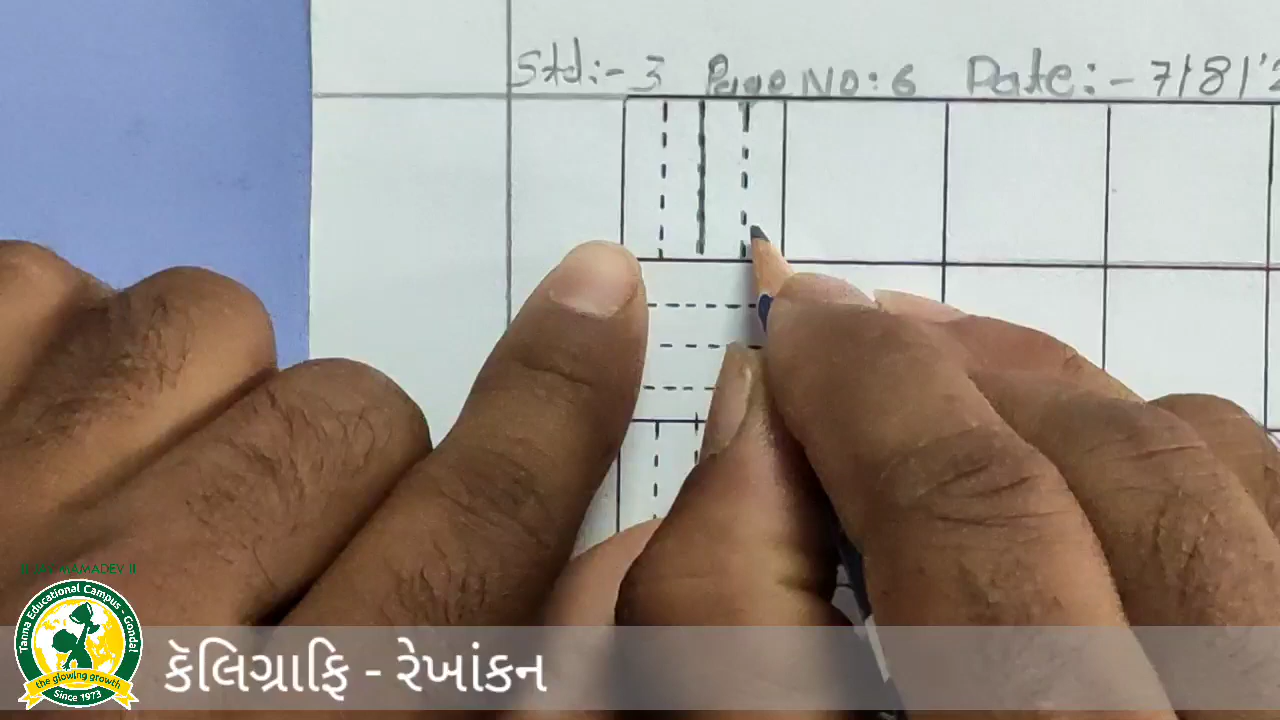 Std:- 3 Page No: 6 Date:- 7/8/'2
|| JAY MAMADEV ||
Tanna Educational Campus - Gondal
the glowing growth
Since 1973
કૅલિગ્રાફિ - રેખાંકન